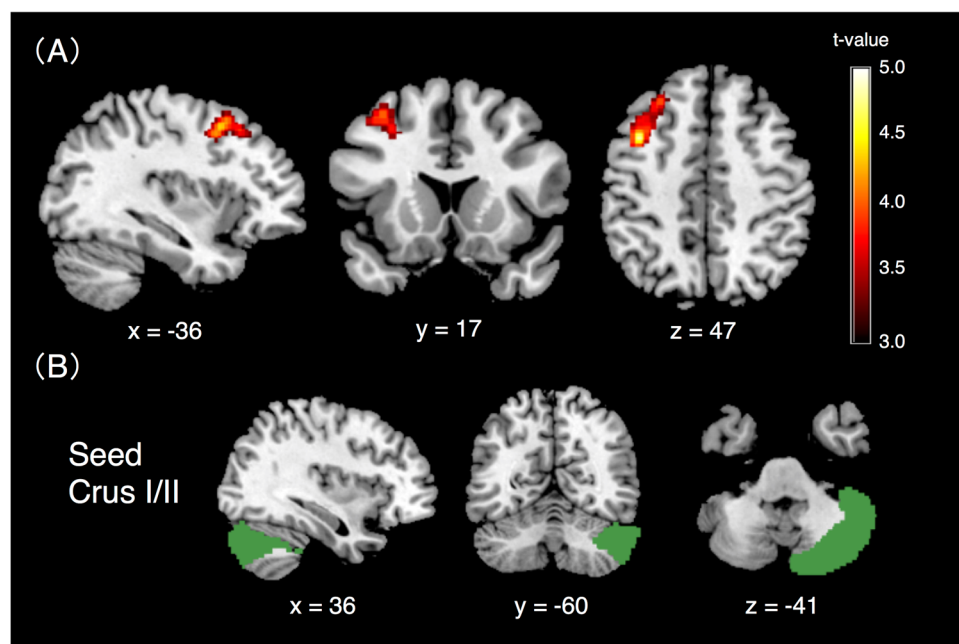 (A)
t-value
5.0
4.5
4.0
3.5
3.0
x = -36
y = 17
z = 47
(B)
Seed
Crus I/II
x = 36
y = -60
z = -41